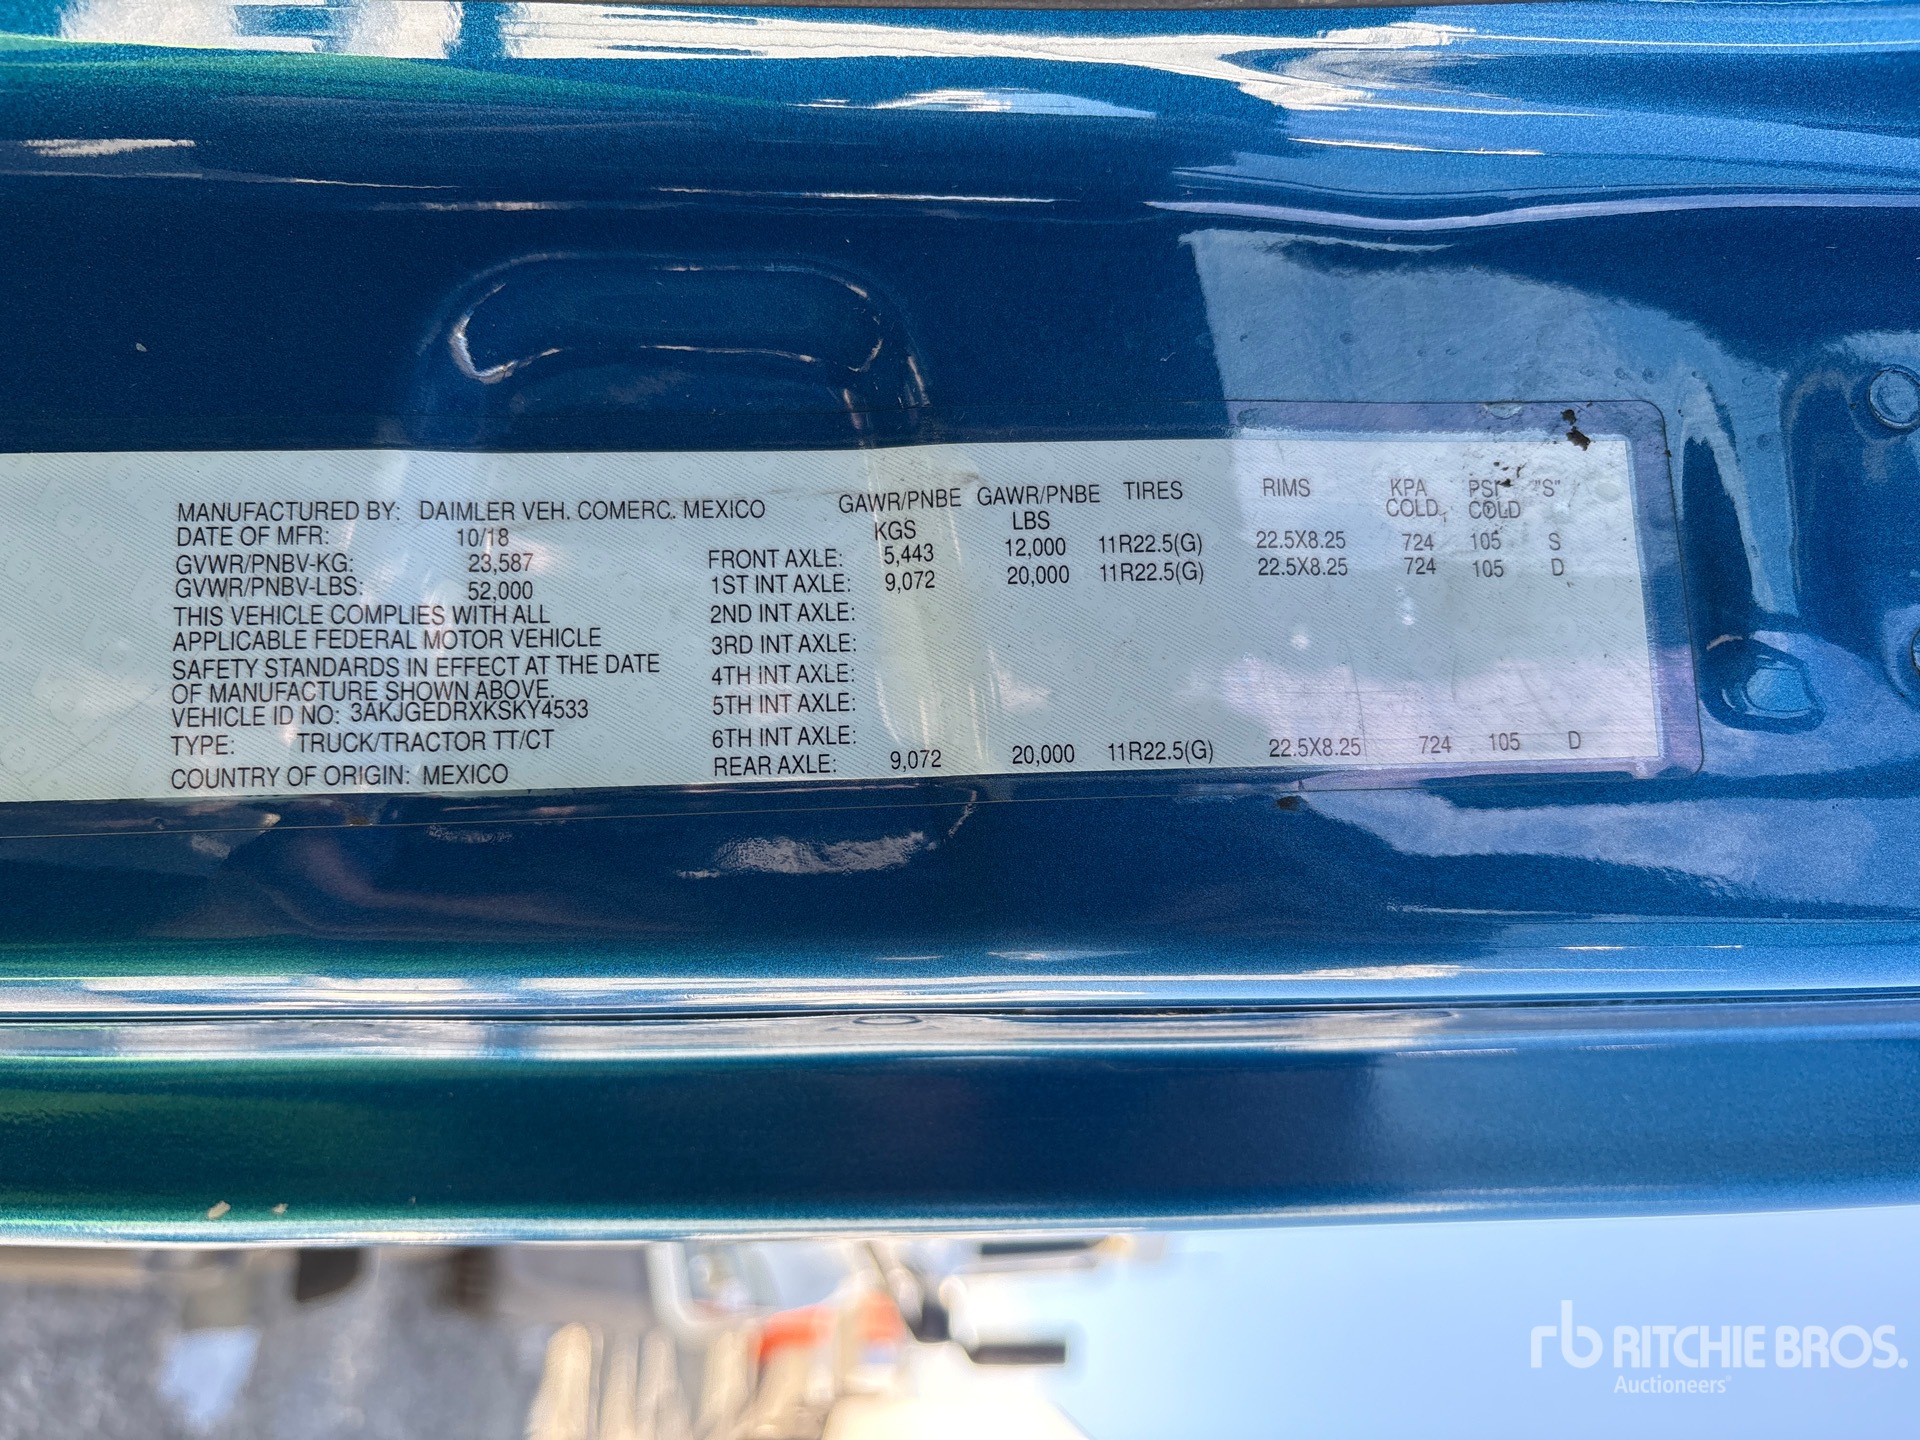 MANUFACTURED BY: DAIMLER VEH. COMERC. MEXICO
DATE OF MFR: 10/18
GVWR/PNBV-KG: 23,587
GVWR/PNBV-LBS: 52,000
THIS VEHICLE COMPLIES WITH ALL
APPLICABLE FEDERAL MOTOR VEHICLE
SAFETY STANDARDS IN EFFECT AT THE DATE
OF MANUFACTURE SHOWN ABOVE.
VEHICLE ID NO: 3AKJGEDRXKSKY4533
TYPE: TRUCK/TRACTOR TT/CT
COUNTRY OF ORIGIN: MEXICO
GAWR/PNBE GAWR/PNBE TIRES RIMS KPA PSI "S"
KGS LBS COLD COLD
FRONT AXLE: 5,443 12,000 11R22.5(G) 22.5X8.25 724 105 S
1ST INT AXLE: 9,072 20,000 11R22.5(G) 22.5X8.25 724 105 D
2ND INT AXLE:
3RD INT AXLE:
4TH INT AXLE:
5TH INT AXLE:
6TH INT AXLE:
REAR AXLE: 9,072 20,000 11R22.5(G) 22.5X8.25 724 105 D
rb RITCHIE BROS.
Auctioneers